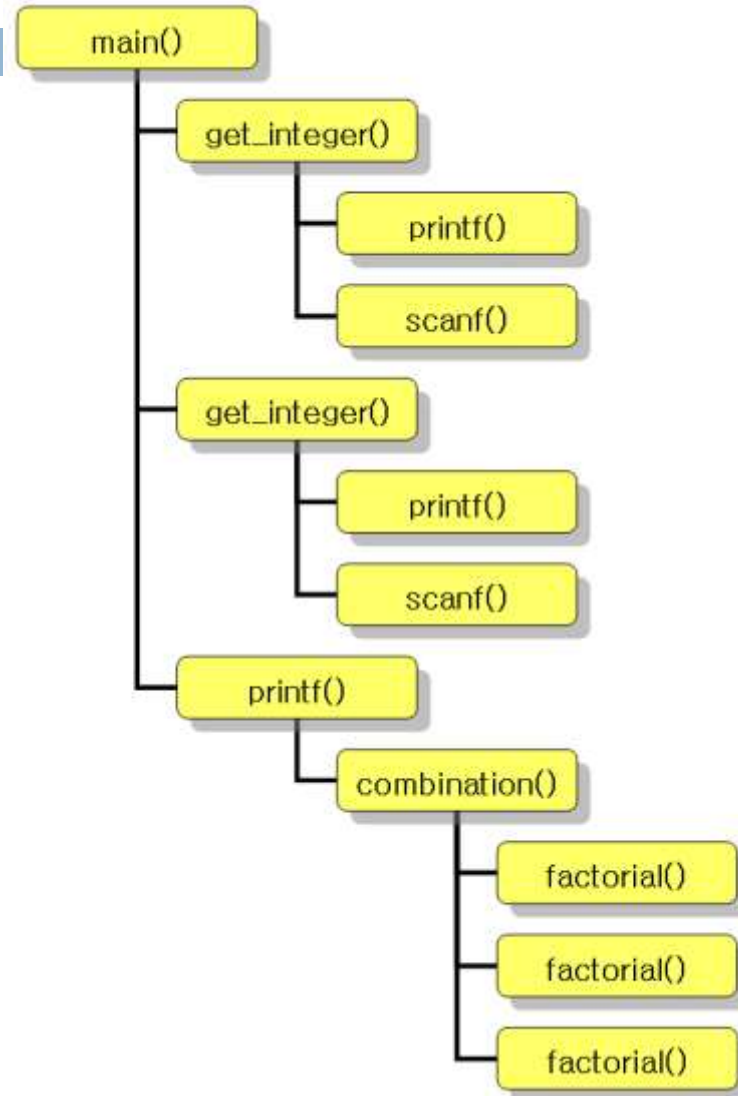 main()
get_integer()
printf()
scanf()
get_integer()
printf()
scanf()
printf()
combination()
factorial()
factorial()
factorial()